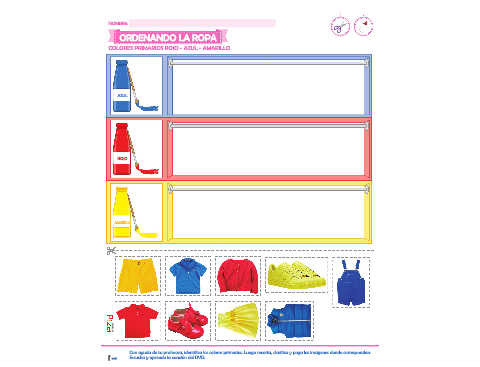 NOMBRE:
ORDENANDO LA ROPA
COLORES PRIMARIOS ROJO - AZUL - AMARILLO
AZUL
ROJO
Con ayuda de tu profesora, identifica los colores primarios. Luego recorta, clasifica y pega las imágenes donde corresponden.
Escucha y aprende la canción del DVD.